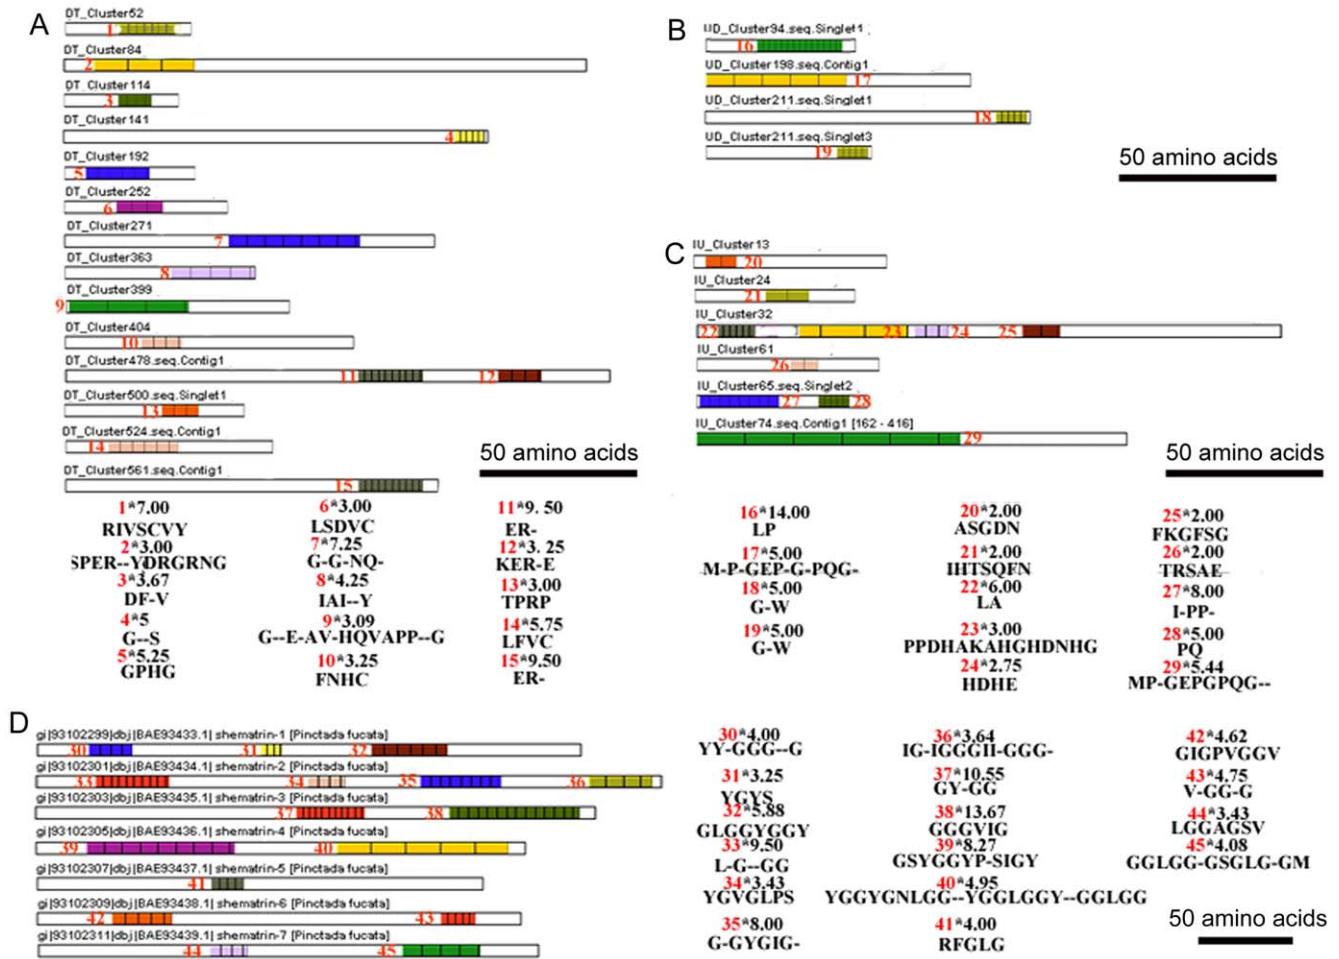 A
DT_Cluster52
1
DT_Cluster84
2
DT_Cluster114
3
DT_Cluster141
4
DT_Cluster192
5
DT_Cluster252
6
DT_Cluster271
7
DT_Cluster363
8
DT_Cluster399
9
DT_Cluster404
10
DT_Cluster478.seq.Contig1
11 12
DT_Cluster500.seq.Singlet1
13
DT_Cluster524.seq.Contig1
14
50 amino acids
DT_Cluster561.seq.Contig1
15
1*7.00
RIVSCVY
2*3.00
SPER--YDRGRNG
3*3.67
DF-V
4*5
G--S
5*5.25
GPHG
6*3.00
LSDVC
7*7.25
G-G-NQ-
8*4.25
IAI--Y
9*3.09
G--E-AV-HQVAPP--G
10*3.25
FNHC
11*9. 50
ER-
12*3. 25
KER-E
13*3.00
TPRP
14*5.75
LFVC
15*9.50
ER-
B
UD_Cluster94.seq.Singlet1
16
UD_Cluster198.seq.Contig1
17
UD_Cluster211.seq.Singlet1
18
UD_Cluster211.seq.Singlet3
19
50 amino acids
C
IU_Cluster13
20
IU_Cluster24
21
IU_Cluster32
22 23 24 25
IU_Cluster61
26
IU_Cluster65.seq.Singlet2
27 28
IU_Cluster74.seq.Contig1 [162 - 416]
29
50 amino acids
16*14.00
LP
17*5.00
M-P-GEP-G-PQG-
18*5.00
G-W
19*5.00
G-W
20*2.00
ASGDN
21*2.00
IHTSQFN
22*6.00
LA
23*3.00
PPDHAKAHGHDNHG
24*2.75
HDHE
25*2.00
FKGFSG
26*2.00
TRSAE
27*8.00
I-PP-
28*5.00
PQ
29*5.44
MP-GEPGPQG--
D
gi|93102299|dbj|BAE93433.1| shematrin-1 [Pinctada fucata]
30 31 32
gi|93102301|dbj|BAE93434.1| shematrin-2 [Pinctada fucata]
33 34 35 36
gi|93102303|dbj|BAE93435.1| shematrin-3 [Pinctada fucata]
37 38
gi|93102305|dbj|BAE93436.1| shematrin-4 [Pinctada fucata]
39 40
gi|93102307|dbj|BAE93437.1| shematrin-5 [Pinctada fucata]
41
gi|93102309|dbj|BAE93438.1| shematrin-6 [Pinctada fucata]
42 43
gi|93102311|dbj|BAE93439.1| shematrin-7 [Pinctada fucata]
44 45
30*4.00
YY-GGG--G
31*3.25
YGYS
32*5.88
GLGGYGGY
33*9.50
L-G--GG
34*3.43
YGVGLPS
35*8.00
G-GYGIG-
36*3.64
IG-IGGGII-GGG-
37*10.55
GY-GG
38*13.67
GGGVIG
39*8.27
GSYGGYP-SIGY
40*4.95
YGGYGNLGG--YGGLGGY--GGLGG
41*4.00
RFGLG
42*4.62
GIGPVGGV
43*4.75
V-GG-G
44*3.43
LGGAGSV
45*4.08
GGLGG-GSGLG-GM
50 amino acids